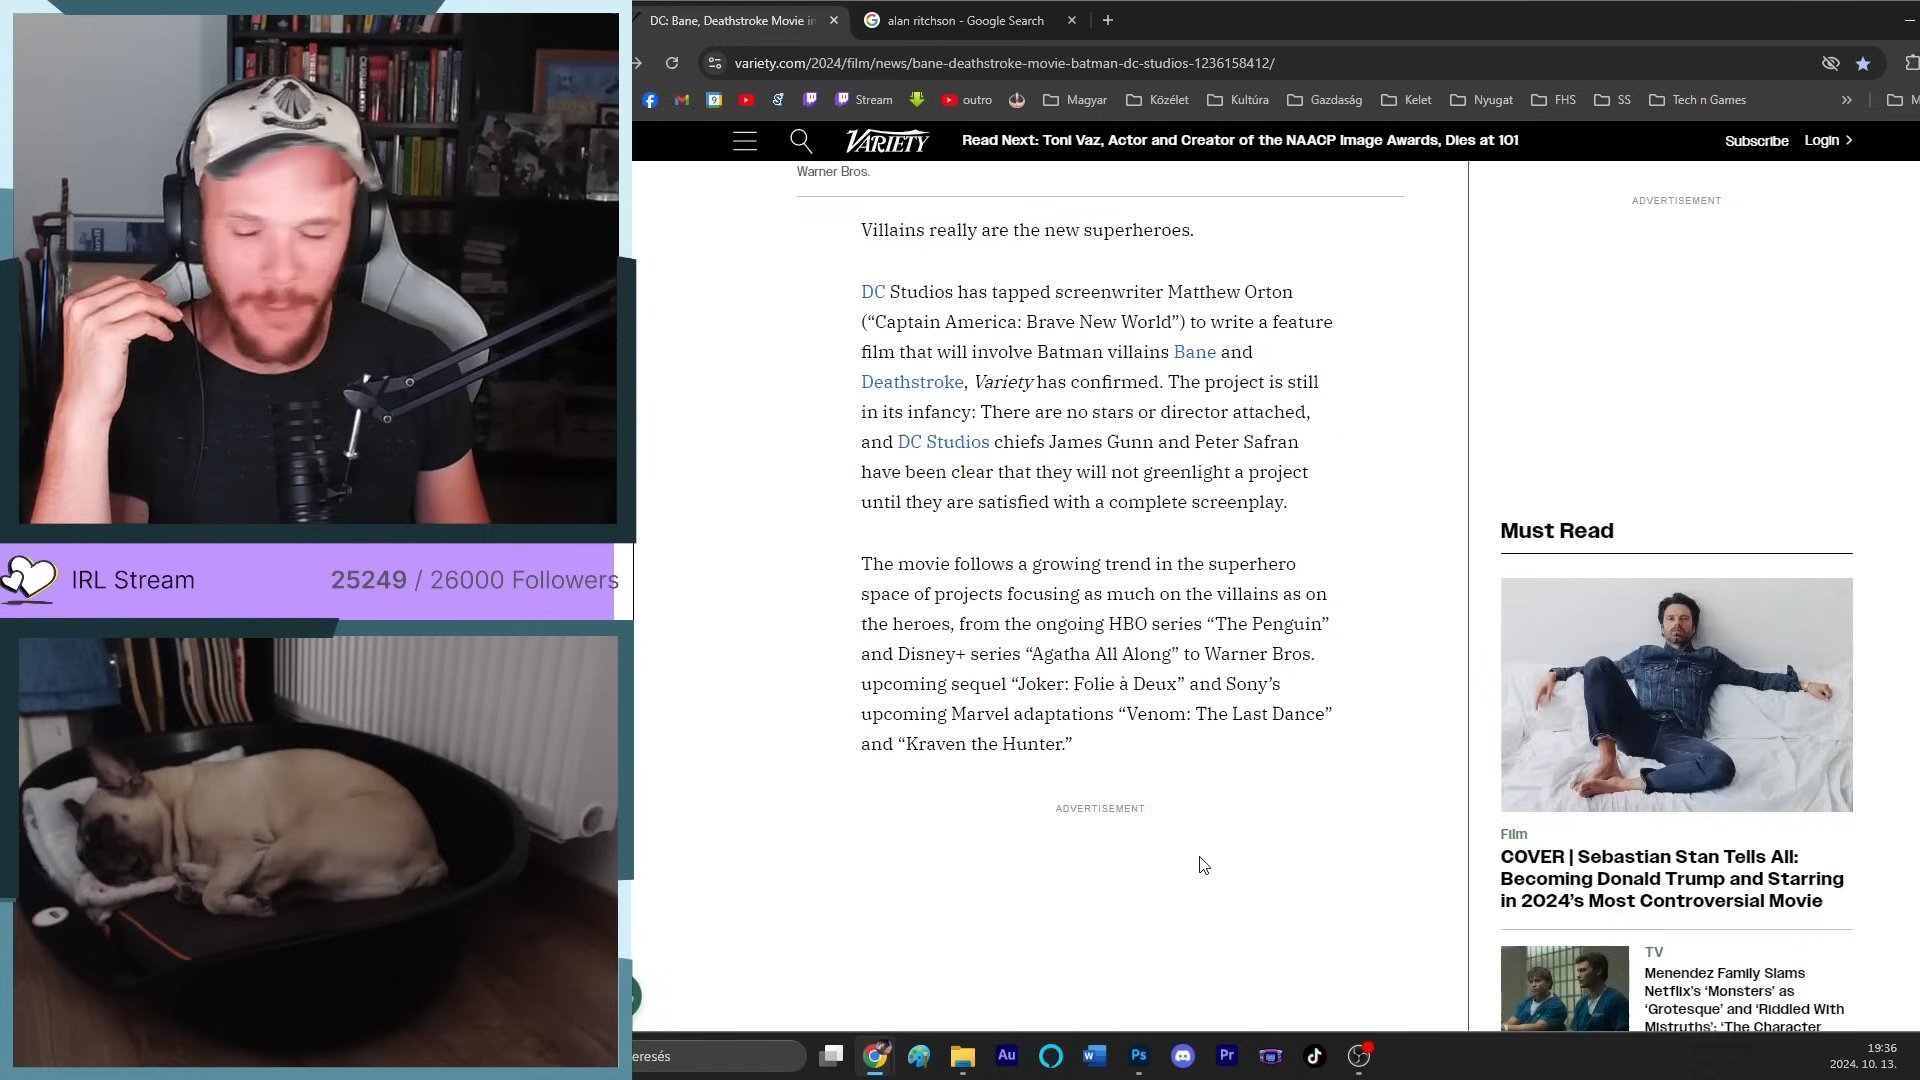 DC: Bane, Deathstroke Movie in
alan ritchson - Google Search
variety.com/2024/film/news/bane-deathstroke-movie-batman-dc-studios-1236158412/
Stream
outro
Magyar
Közélet
Kultúra
Gazdaság
Kelet
Nyugat
FHS
SS
Tech n Games
»
VARIETY
Read Next: Toni Vaz, Actor and Creator of the NAACP Image Awards, Dies at 101
Subscribe
Login
Warner Bros.
Villains really are the new superheroes.
DC Studios has tapped screenwriter Matthew Orton
(“Captain America: Brave New World”) to write a feature
film that will involve Batman villains Bane and
Deathstroke, Variety has confirmed. The project is still
in its infancy: There are no stars or director attached,
and DC Studios chiefs James Gunn and Peter Safran
have been clear that they will not greenlight a project
until they are satisfied with a complete screenplay.
The movie follows a growing trend in the superhero
space of projects focusing as much on the villains as on
the heroes, from the ongoing HBO series “The Penguin”
and Disney+ series “Agatha All Along” to Warner Bros.
upcoming sequel “Joker: Folie à Deux” and Sony’s
upcoming Marvel adaptations “Venom: The Last Dance”
and “Kraven the Hunter.”
ADVERTISEMENT
ADVERTISEMENT
Must Read
Film
COVER | Sebastian Stan Tells All:
Becoming Donald Trump and Starring
in 2024’s Most Controversial Movie
TV
Menendez Family Slams
Netflix’s ‘Monsters’ as
‘Grotesque’ and ‘Riddled With
Mistruths’: ‘The Character
IRL Stream
25249 / 26000 Followers
eresés
Au
W
Ps
Pr
19:36
2024. 10. 13.